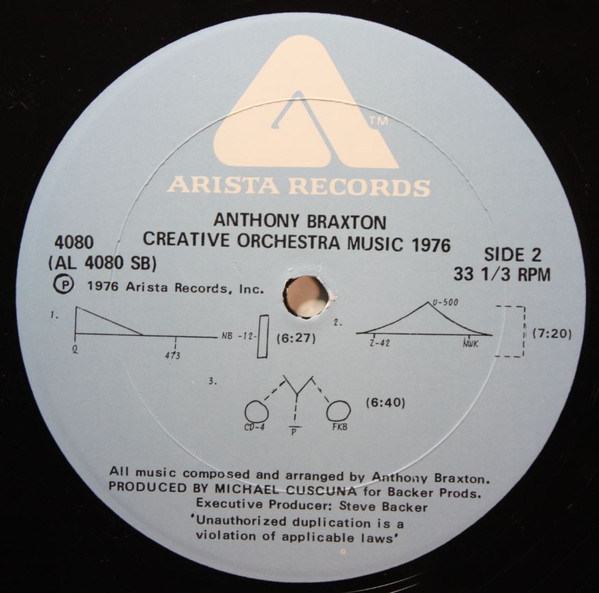 TM
ARISTA RECORDS
ANTHONY BRAXTON
CREATIVE ORCHESTRA MUSIC 1976
4080
(AL 4080 SB)
Ⓟ 1976 Arista Records, Inc.
SIDE 2
33 1/3 RPM
1.
Q
473
NB -12-
(6:27)
2.
U-500
Z-42
NWK
(7:20)
3.
CD-4
P
FKB
(6:40)
All music composed and arranged by Anthony Braxton.
PRODUCED BY MICHAEL CUSCUNA for Backer Prods.
Executive Producer: Steve Backer
'Unauthorized duplication is a
violation of applicable laws'